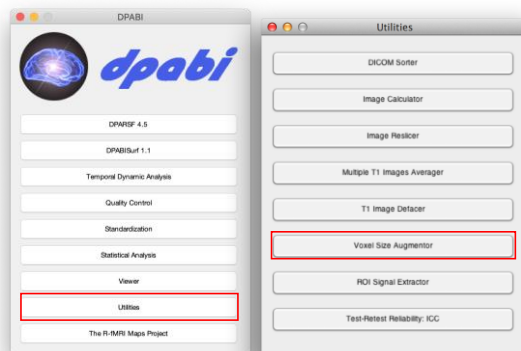 DPABI
dpabi
DPARSF 4.5
DPABISurf 1.1
Temporal Dynamic Analysis
Quality Control
Standardization
Statistical Analysis
Viewer
Utilities
The R-fMRI Maps Project
Utilities
DICOM Sorter
Image Calculator
Image Reslicer
Multiple T1 Images Averager
T1 Image Defacer
Voxel Size Augmentor
ROI Signal Extractor
Test-Retest Reliability: ICC